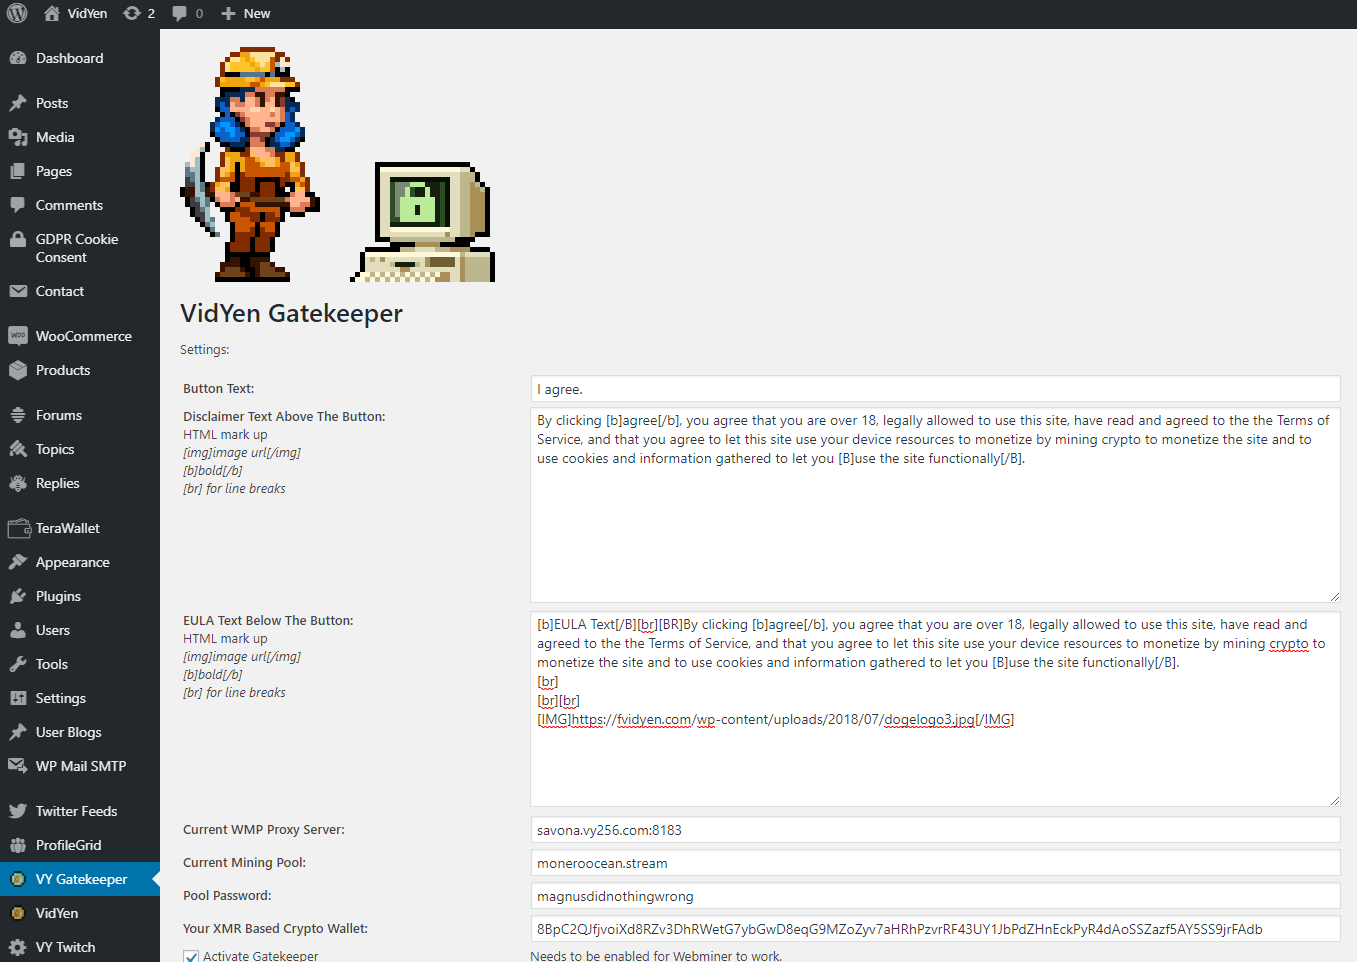 VidYen 2 0 New
Dashboard
Posts
Media
Pages
Comments
GDPR Cookie
Consent
Contact
WooCommerce
Products
Forums
Topics
Replies
TeraWallet
Appearance
Plugins
Users
Tools
Settings
User Blogs
WP Mail SMTP
Twitter Feeds
ProfileGrid
VY Gatekeeper
VidYen
VY Twitch
VidYen Gatekeeper
Settings:
Button Text:
I agree.
Disclaimer Text Above The Button:
HTML mark up
[img]image url[/img]
[b]bold[/b]
[br] for line breaks
By clicking [b]agree[/b], you agree that you are over 18, legally allowed to use this site, have read and agreed to the the Terms of
Service, and that you agree to let this site use your device resources to monetize by mining crypto to monetize the site and to
use cookies and information gathered to let you [B]use the site functionally[/B].
EULA Text Below The Button:
HTML mark up
[img]image url[/img]
[b]bold[/b]
[br] for line breaks
[b]EULA Text[/B][br][BR]By clicking [b]agree[/b], you agree that you are over 18, legally allowed to use this site, have read and
agreed to the the Terms of Service, and that you agree to let this site use your device resources to monetize by mining crypto to
monetize the site and to use cookies and information gathered to let you [B]use the site functionally[/B].
[br]
[br][br]
[IMG]https://fvidyen.com/wp-content/uploads/2018/07/dogelogo3.jpg[/IMG]
Current WMP Proxy Server:
savona.vy256.com:8183
Current Mining Pool:
moneroocean.stream
Pool Password:
magnusdidnothingwrong
Your XMR Based Crypto Wallet:
8BpC2QJfjvoiXd8RZv3DhRWetG7ybGwD8eqG9MZoZyv7aHRhPzvrRF43UY1JbPdZHnEckPyR4dAoSSZazf5AY5SS9jrFAdb
Activate Gatekeeper
Needs to be enabled for Webminer to work.